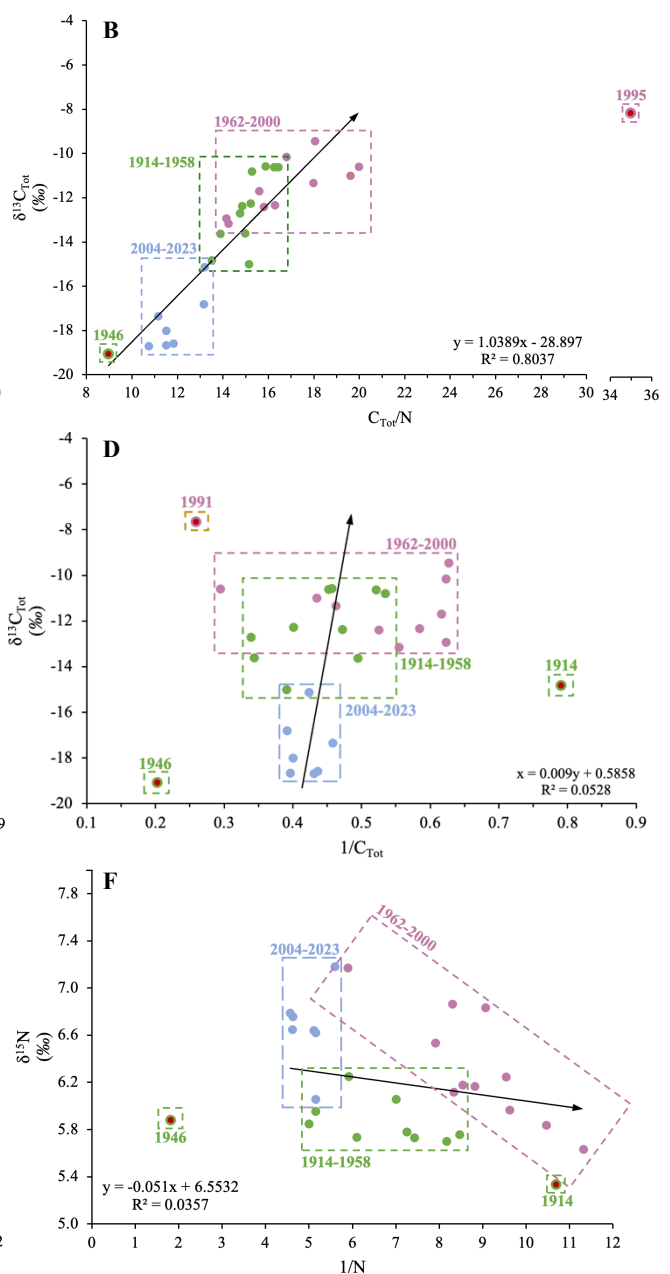 B
-4
-6
-8
-10
-12
-14
-16
-18
-20
δ¹³C_Tot
(‰)
1995
1962-2000
1914-1958
2004-2023
1946
y = 1.0389x - 28.897
R² = 0.8037
8 10 12 14 16 18 20 22 24 26 28 30 34 36
C_Tot/N
D
-4
-6
-8
-10
-12
-14
-16
-18
-20
δ¹³C_Tot
(‰)
1991
1962-2000
1914-1958
1914
2004-2023
1946
x = 0.009y + 0.5858
R² = 0.0528
0.1 0.2 0.3 0.4 0.5 0.6 0.7 0.8 0.9
9
1/C_Tot
F
7.8
7.4
7.0
6.6
6.2
5.8
5.4
5.0
δ¹⁵N
(‰)
1962-2000
2004-2023
1946
1914-1958
1914
y = -0.051x + 6.5532
R² = 0.0357
0 1 2 3 4 5 6 7 8 9 10 11 12
2
1/N